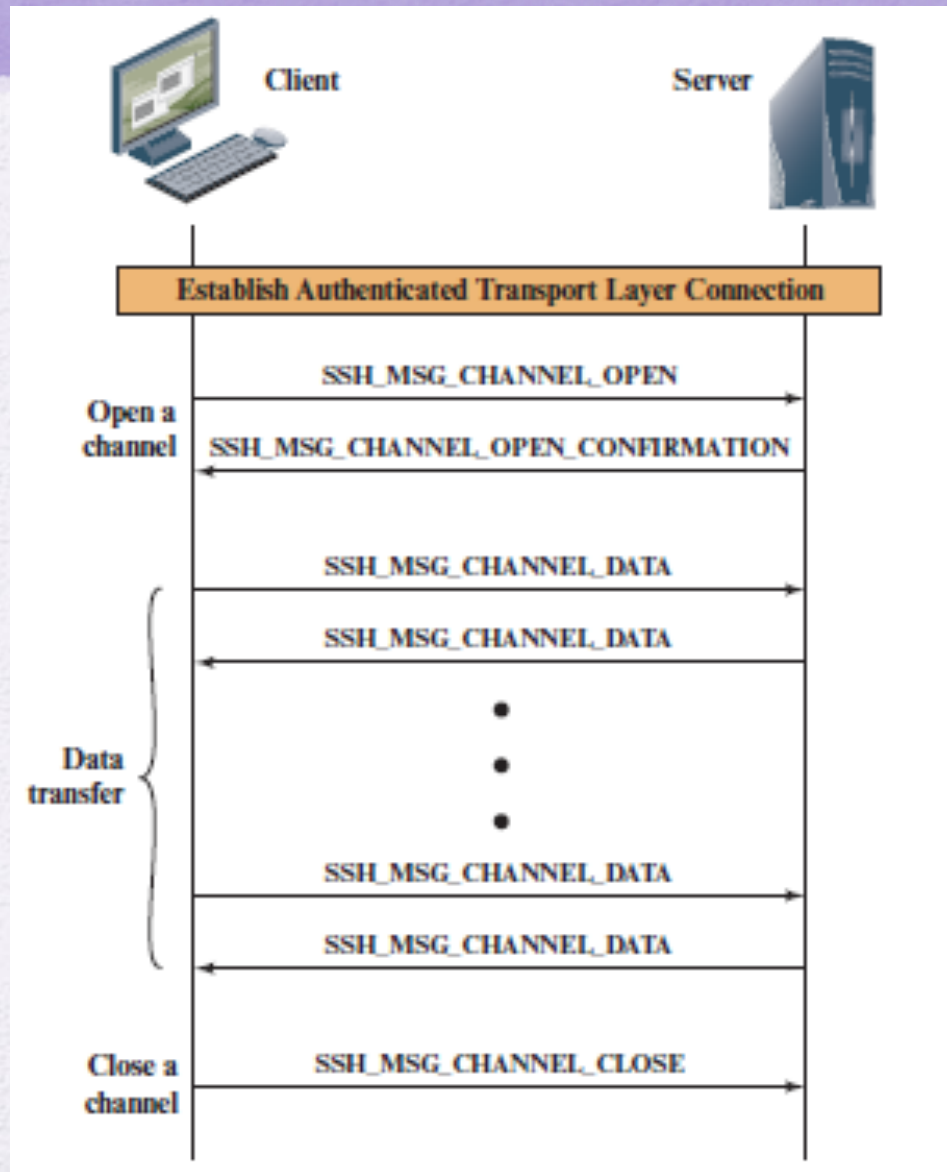 Client
Server
Establish Authenticated Transport Layer Connection
SSH_MSG_CHANNEL_OPEN
Open a
channel
SSH_MSG_CHANNEL_OPEN_CONFIRMATION
SSH_MSG_CHANNEL_DATA
SSH_MSG_CHANNEL_DATA
Data
transfer
SSH_MSG_CHANNEL_DATA
SSH_MSG_CHANNEL_DATA
Close a
channel
SSH_MSG_CHANNEL_CLOSE